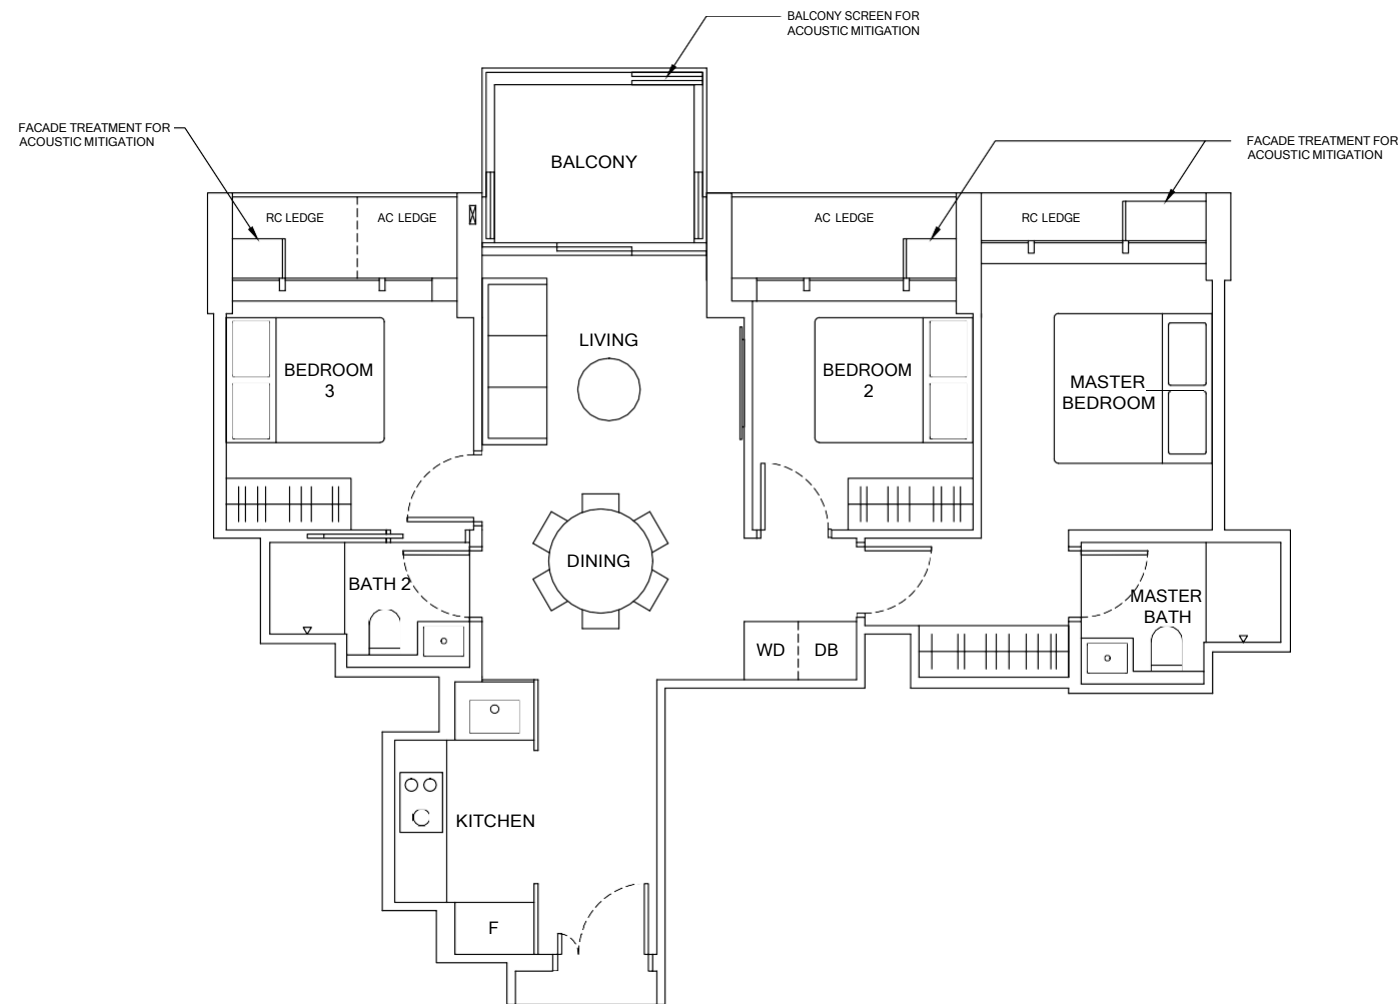 BALCONY SCREEN FOR
ACOUSTIC MITIGATION
FACADE TREATMENT FOR
ACOUSTIC MITIGATION
FACADE TREATMENT FOR
ACOUSTIC MITIGATION
BALCONY
RC LEDGE
AC LEDGE
AC LEDGE
RC LEDGE
LIVING
BEDROOM
3
BEDROOM
2
MASTER
BEDROOM
DINING
BATH 2
MASTER
BATH
WD
DB
KITCHEN
F